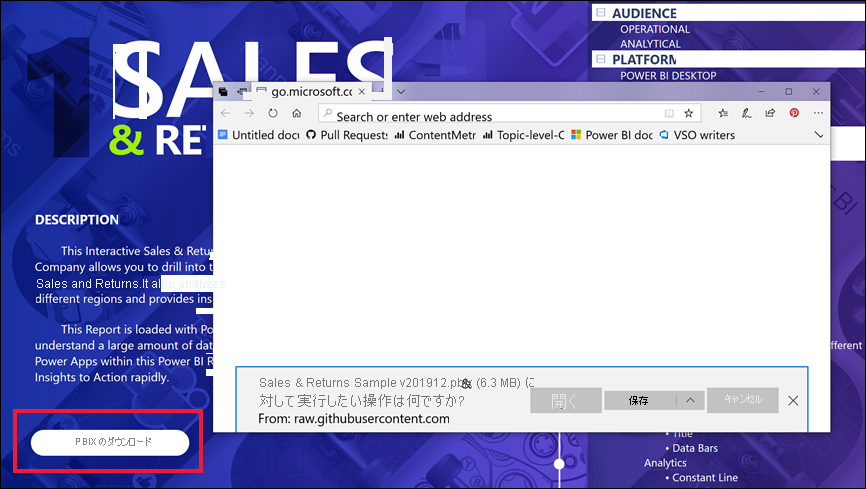 1 SALES
& RE
AUDIENCE
OPERATIONAL
ANALYTICAL
PLATFORM
POWER BI DESKTOP
go.microsoft.co
Search or enter web address
Untitled docu
Pull Requests
ContentMetr
Topic-level-C
Power BI doc
VSO writers
DESCRIPTION
This Interactive Sales & Retur
Company allows you to drill into t
Sales and Returns.It also analyzes
different regions and provides ins
This Report is loaded with Po
understand a large amount of dat
Power Apps within this Power BI R
Insights to Action rapidly.
different
Sales & Returns Sample v201912.pbix (6.3 MB) に
対して実行したい操作は何ですか?
From: raw.githubusercontent.com
開く
保存
キャンセル
PBIX のダウンロード
• Title
• Data Bars
Analytics
• Constant Line